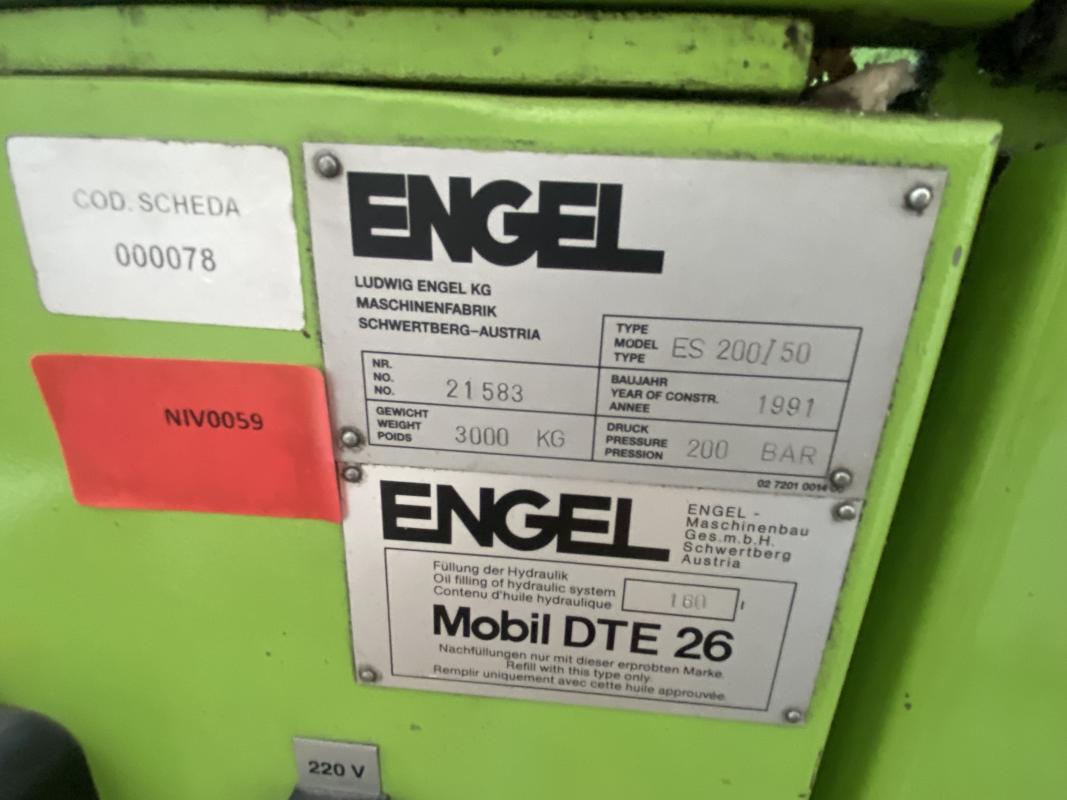 COD. SCHEDA
000078
NIV0059
ENGEL
LUDWIG ENGEL KG
MASCHINENFABRIK
SCHWERTBERG-AUSTRIA
TYPE
MODEL
TYPE
ES 200/50
NR.
NO.
NO.
21583
BAUJAHR
YEAR OF CONSTR.
ANNEE
1991
GEWICHT
WEIGHT
POIDS
3000 KG
DRUCK
PRESSURE
PRESSION
200 BAR
02 7201 0014
ENGEL
ENGEL -
Maschinenbau
Ges.m.b.H.
Schwertberg
Austria
Füllung der Hydraulik
Oil filling of hydraulic system
Contenu d'huile hydraulique
160 l
Mobil DTE 26
Nachfüllungen nur mit dieser erprobten Marke.
Refill with this type only.
Remplir uniquement avec cette huile approuvée.
220 V